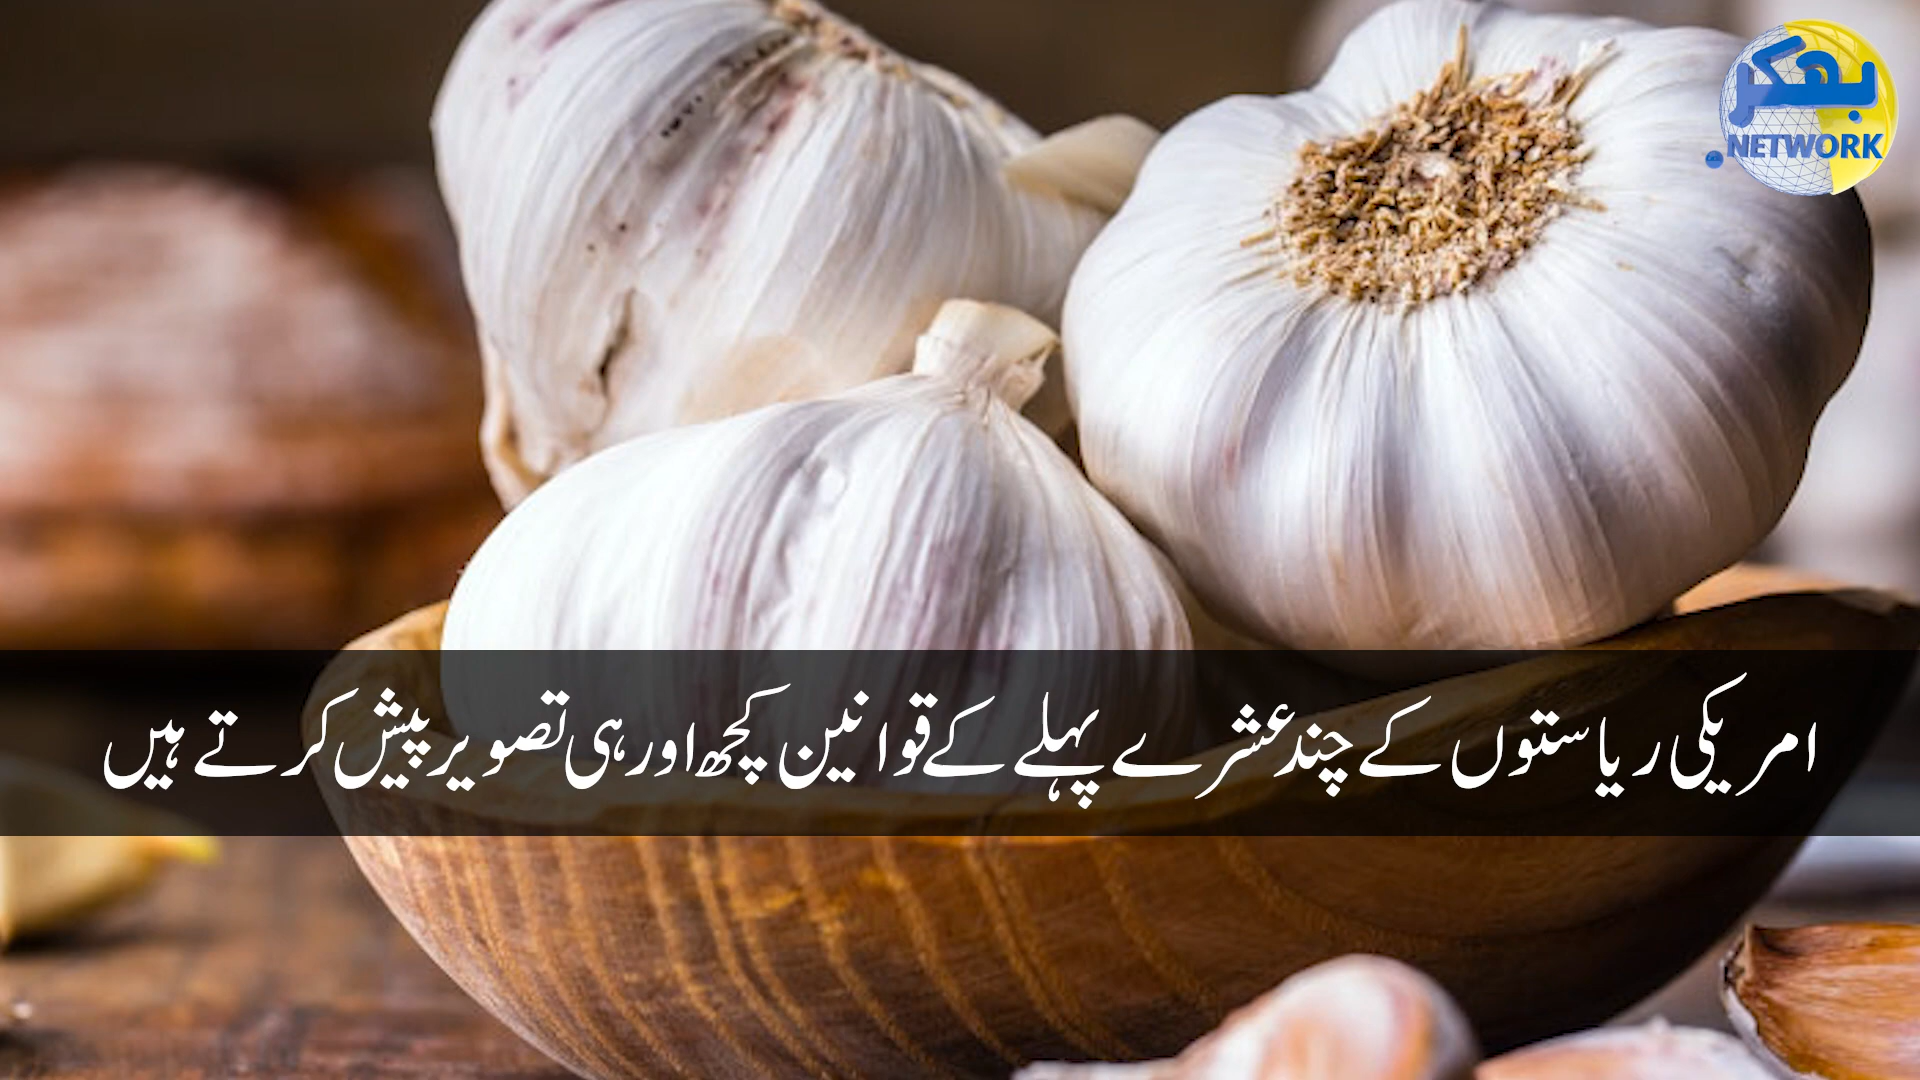 بھکر
NETWORK
امریکی ریاستوں کے چند عشرے پہلے کے قوانین کچھ اور ہی تصویر پیش کرتے ہیں